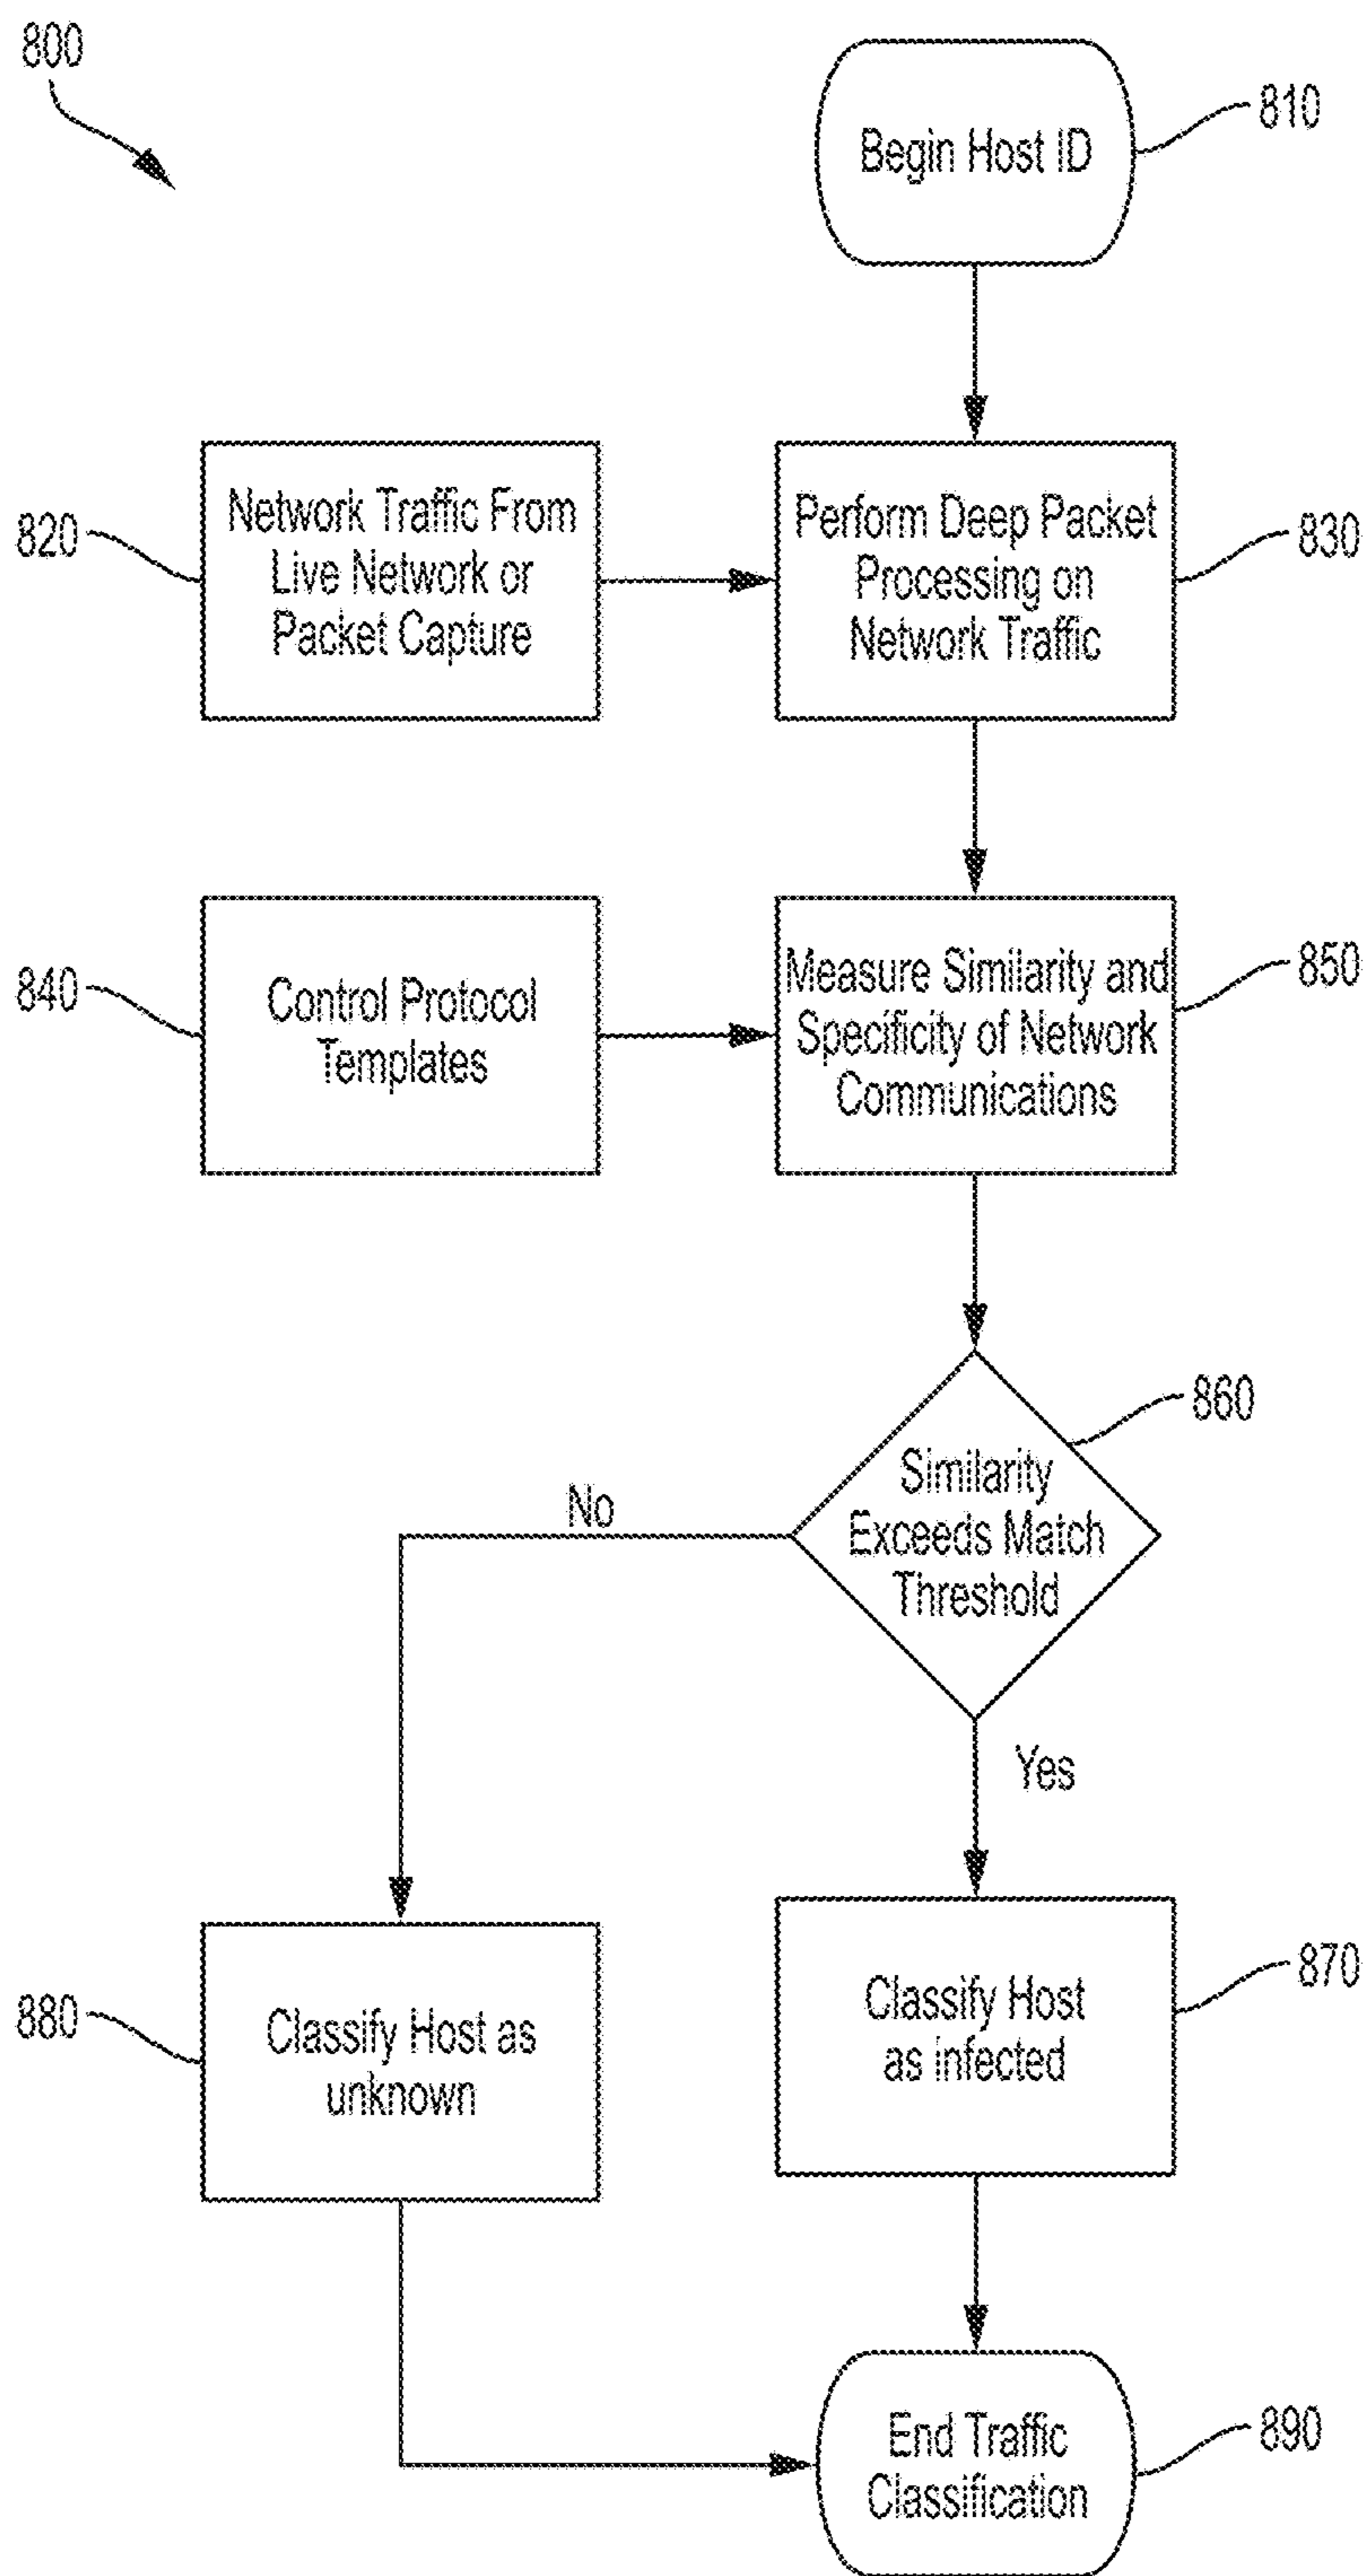 800
Begin Host ID
810
820
Network Traffic From
Live Network or
Packet Capture
Perform Deep Packet
Processing on
Network Traffic
830
840
Control Protocol
Templates
Measure Similarity and
Specificity of Network
Communications
850
860
Similarity
Exceeds Match
Threshold
No
Yes
880
Classify Host as
unknown
Classify Host
as infected
870
End Traffic
Classification
890